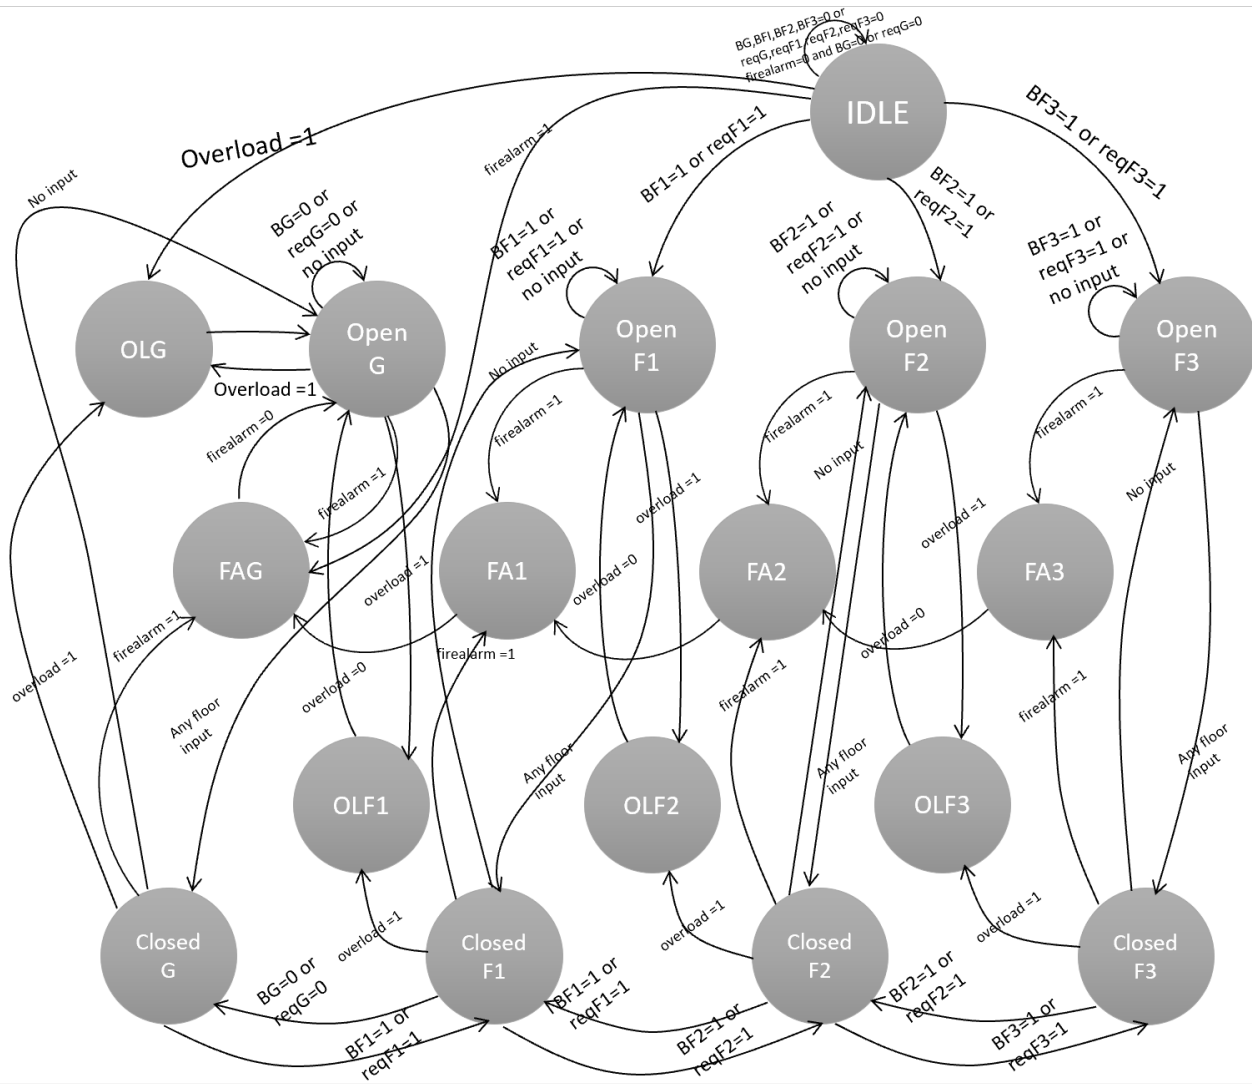 BG,BFI,BF2,BF3=0 or
reqG,reqF1,reqF2,reqF3=0
firealarm=0 and BG=0 or reqG=0
IDLE
Overload =1
firealarm =1
BF1=1 or reqF1=1
BF2=1 or
reqF2=1
BF3=1 or reqF3=1
No input
BG=0 or
reqG=0 or
no input
BF1=1 or
reqF1=1 or
no input
BF2=1 or
reqF2=1 or
no input
BF3=1 or
reqF3=1 or
no input
OLG
Open
G
Open
F1
Open
F2
Open
F3
Overload =1
No input
firealarm =0
firealarm =1
firealarm =1
firealarm =1
firealarm =1
No input
No input
overload =1
overload =1
overload =1
FAG
FA1
FA2
FA3
overload =0
overload =0
overload =0
firealarm =1
firealarm =1
firealarm =1
firealarm =1
overload =1
Any floor
input
Any floor
input
Any floor
input
Any floor
input
OLF1
OLF2
OLF3
overload =1
overload =1
overload =1
Closed
G
Closed
F1
Closed
F2
Closed
F3
BG=0 or
reqG=0
BF1=1 or
reqF1=1
BF2=1 or
reqF2=1
BF1=1 or
reqF1=1
BF2=1 or
reqF2=1
BF3=1 or
reqF3=1